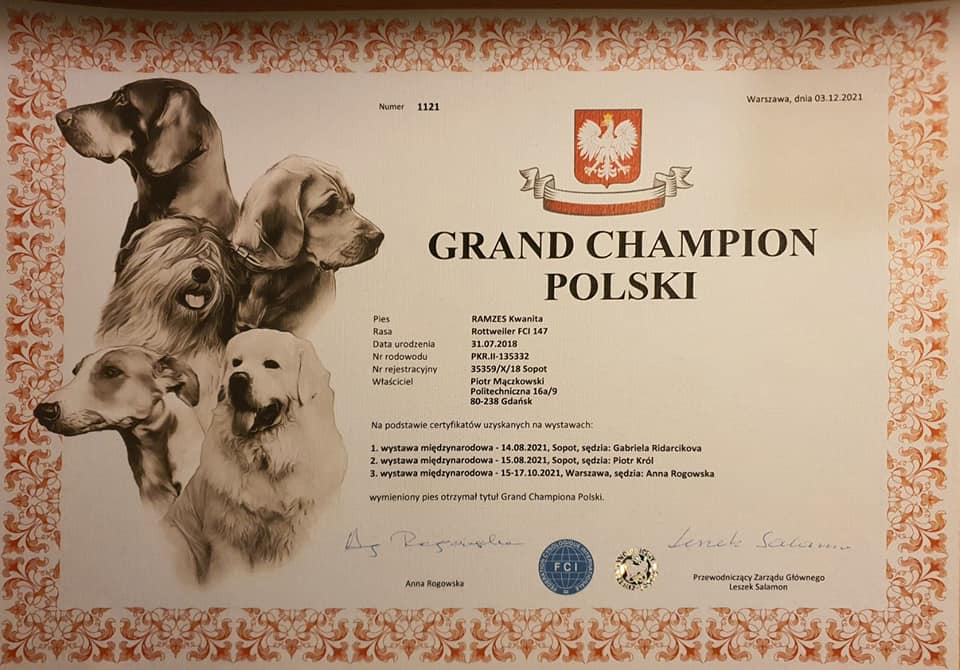 Numer 1121
Warszawa, dnia 03.12.2021
GRAND CHAMPION
POLSKI
Pies RAMZES Kwanita
Rasa Rottweiler FCI 147
Data urodzenia 31.07.2018
Nr rodowodu PKR.II-135332
Nr rejestracyjny 35359/X/18 Sopot
Właściciel Piotr Mączkowski
Politechniczna 16a/9
80-238 Gdańsk
Na podstawie certyfikatów uzyskanych na wystawach:
1. wystawa międzynarodowa - 14.08.2021, Sopot, sędzia: Gabriela Ridarcikova
2. wystawa międzynarodowa - 15.08.2021, Sopot, sędzia: Piotr Król
3. wystawa międzynarodowa - 15-17.10.2021, Warszawa, sędzia: Anna Rogowska
wymieniony pies otrzymał tytuł Grand Championa Polski.
Leszek Salamon
FCI
Anna Rogowska
Przewodniczący Zarządu Głównego
Leszek Salamon